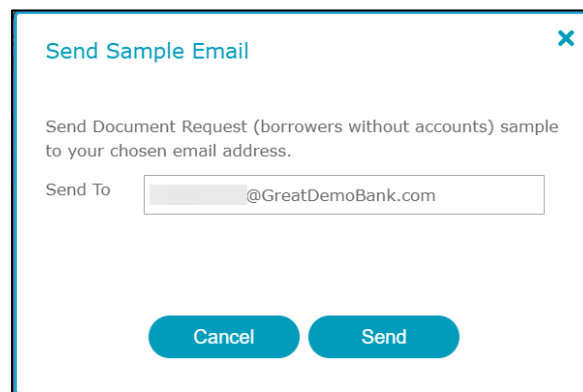 Send Sample Email
Send Document Request (borrowers without accounts) sample
to your chosen email address.
Send To
@GreatDemoBank.com
Cancel
Send